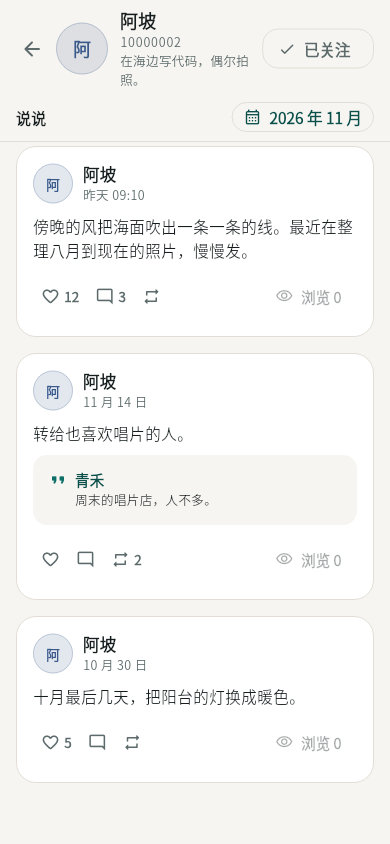 阿
阿坡
10000002
在海边写代码，偶尔拍
照。
已关注
说说
2026 年 11 月
阿
阿坡
昨天 09:10
傍晚的风把海面吹出一条一条的线。最近在整
理八月到现在的照片，慢慢发。
12
3
浏览 0
阿
阿坡
11 月 14 日
转给也喜欢唱片的人。
青禾
周末的唱片店，人不多。
2
浏览 0
阿
阿坡
10 月 30 日
十月最后几天，把阳台的灯换成暖色。
5
浏览 0